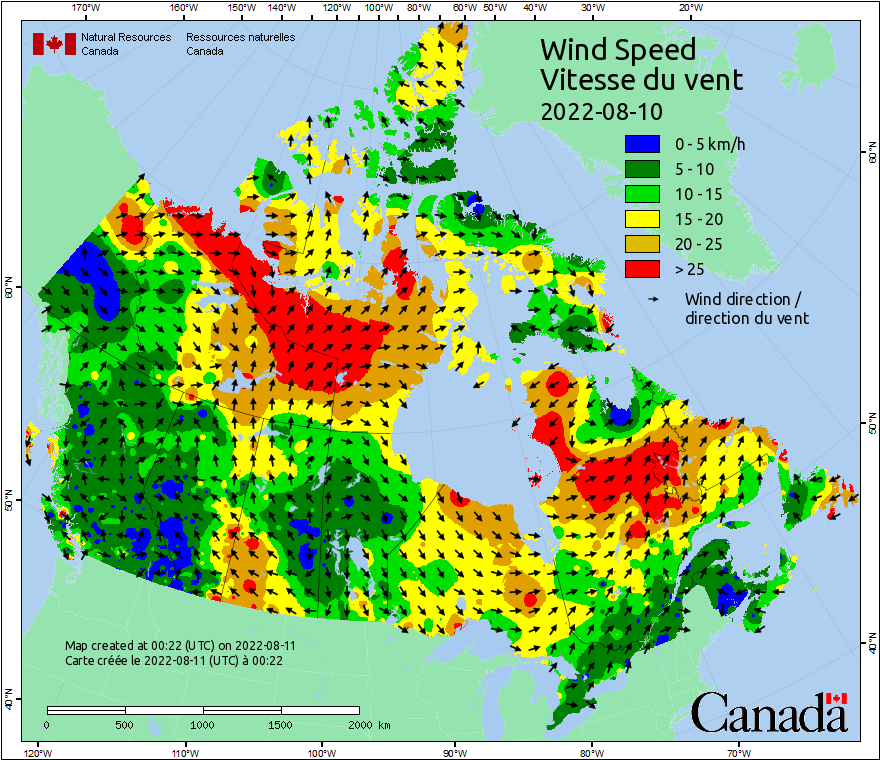 170°W 160°W 150°W 140°W 120°W 100°W 80°W 60°W 50°W 40°W 30°W 20°W
Natural Resources Ressources naturelles
Canada Canada
Wind Speed
Vitesse du vent
2022-08-10
0 - 5 km/h
5 - 10
10 - 15
15 - 20
20 - 25
> 25
Wind direction /
direction du vent
60°N
60°N
50°N
50°N
40°N
40°N
Map created at 00:22 (UTC) on 2022-08-11
Carte créée le 2022-08-11 (UTC) à 00:22
0 500 1000 1500 2000 km
Canada
120°W 110°W 100°W 90°W 80°W 70°W